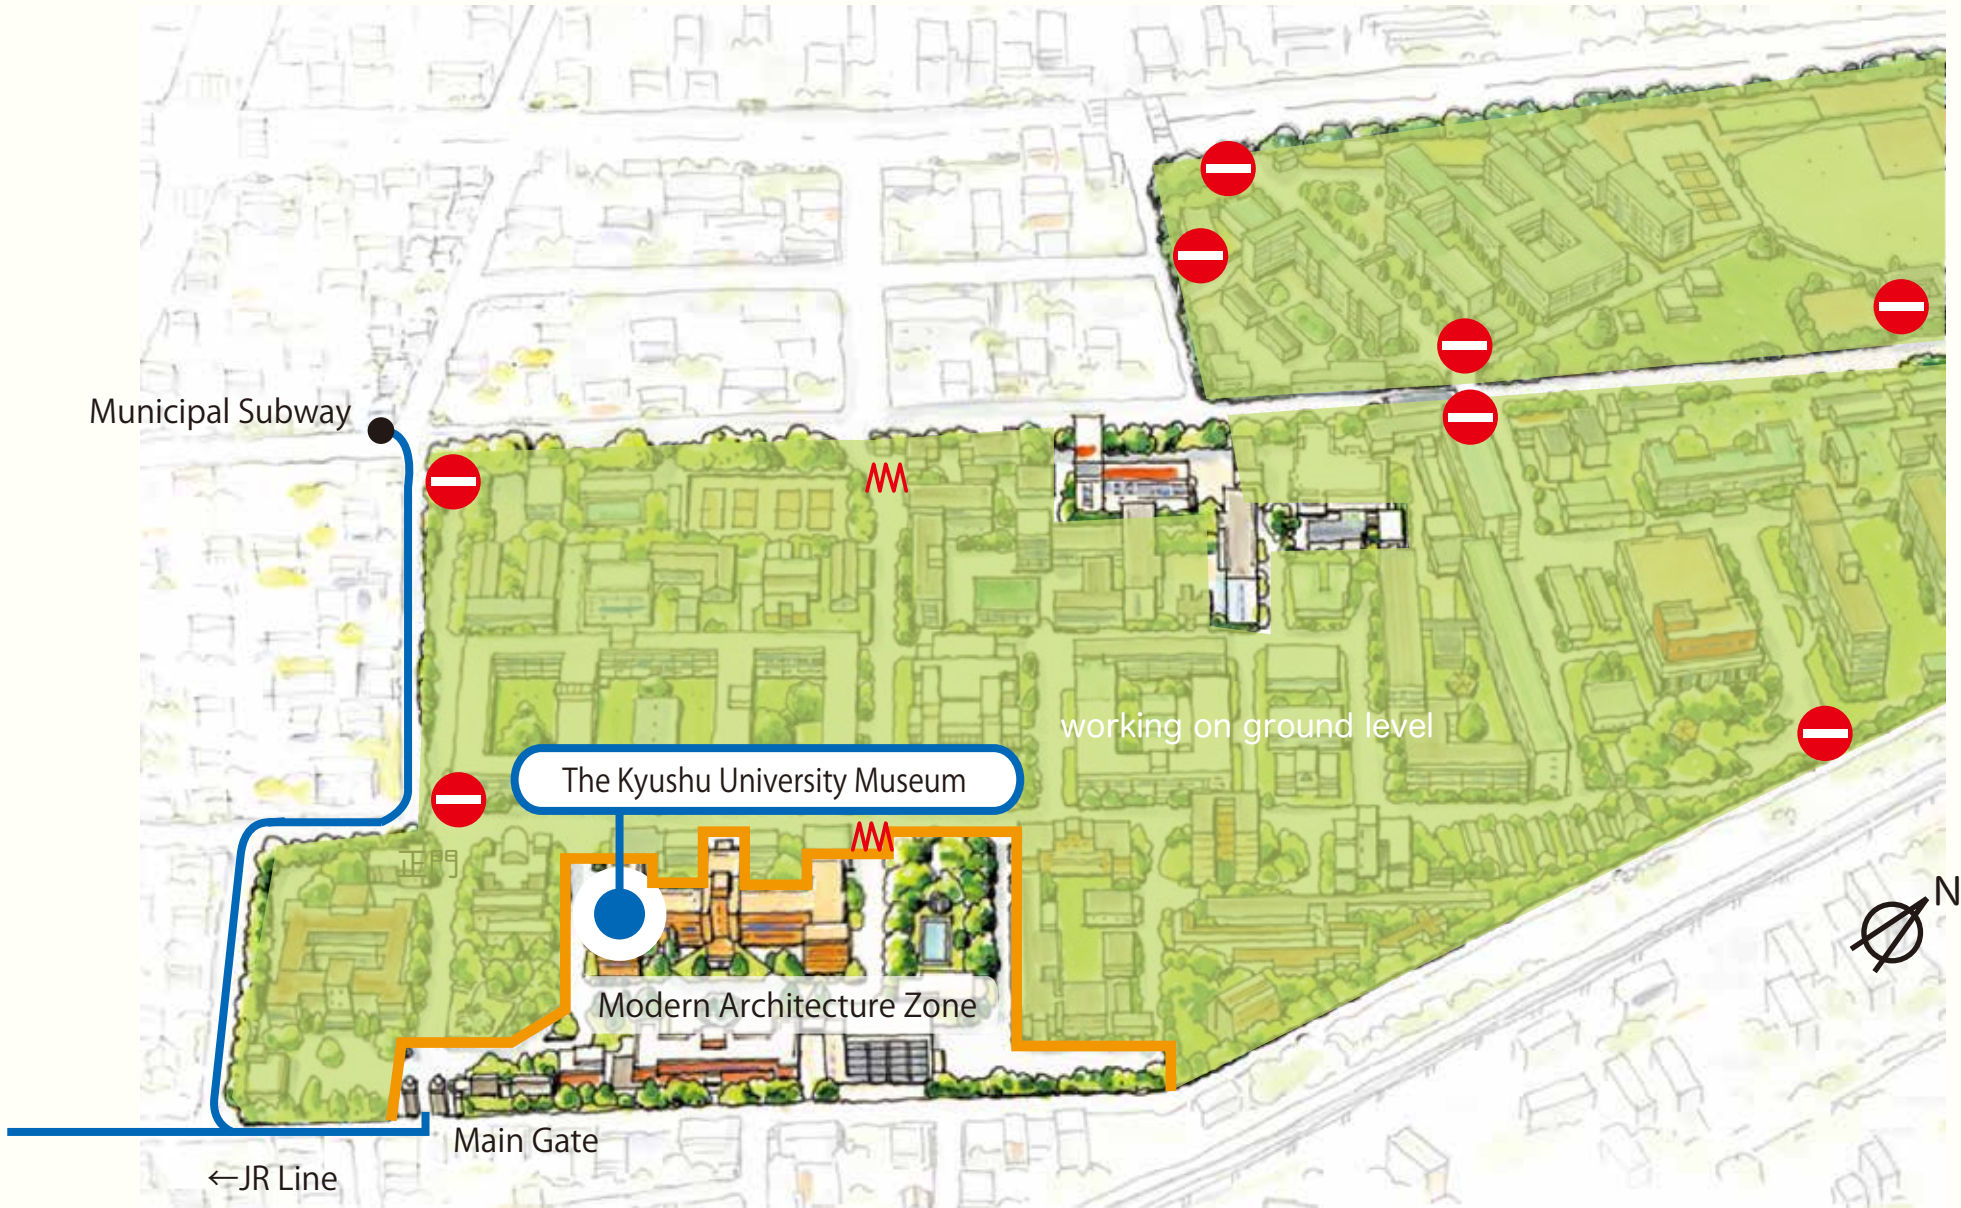 Municipal Subway
working on ground level
The Kyushu University Museum
正門
Modern Architecture Zone
N
Main Gate
←JR Line